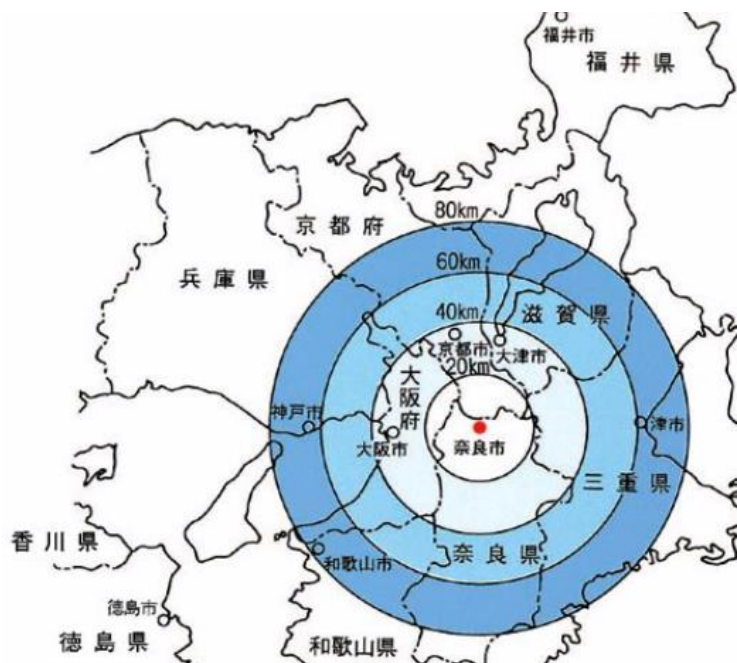 福井市
福井県
80km
京都府
60km
兵庫県
40km
滋賀県
京都市
大津市
20km
大阪府
神戸市
津市
大阪市
奈良市
三重県
香川県
奈良県
和歌山市
徳島市
徳島県
和歌山県